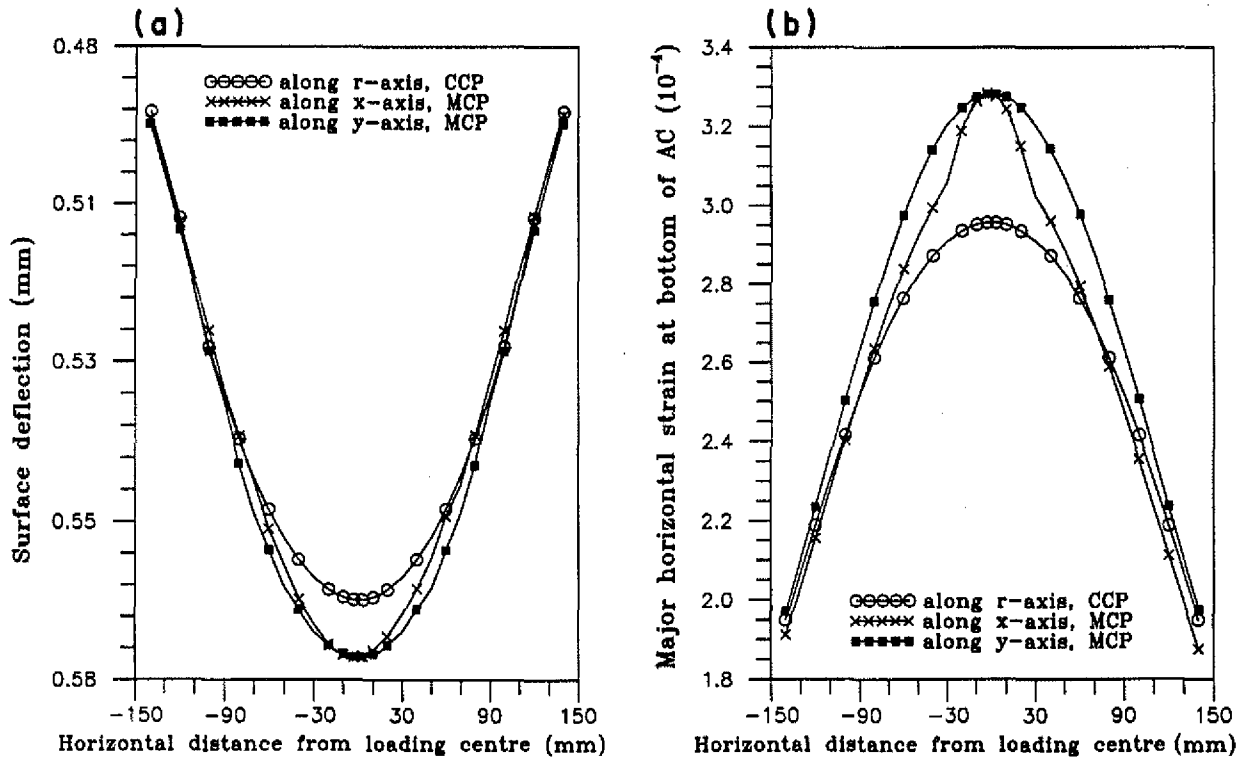 (a)
Surface deflection (mm)
0.48
0.51
0.53
0.55
0.58
along r-axis, CCP
along x-axis, MCP
along y-axis, MCP
-150 -90 -30 30 90 150
Horizontal distance from loading centre (mm)
(b)
Major horizontal strain at bottom of AC (10⁻⁴)
3.4
3.2
3.0
2.8
2.6
2.4
2.2
2.0
1.8
along r-axis, CCP
along x-axis, MCP
along y-axis, MCP
-150 -90 -30 30 90 150
Horizontal distance from loading centre (mm)